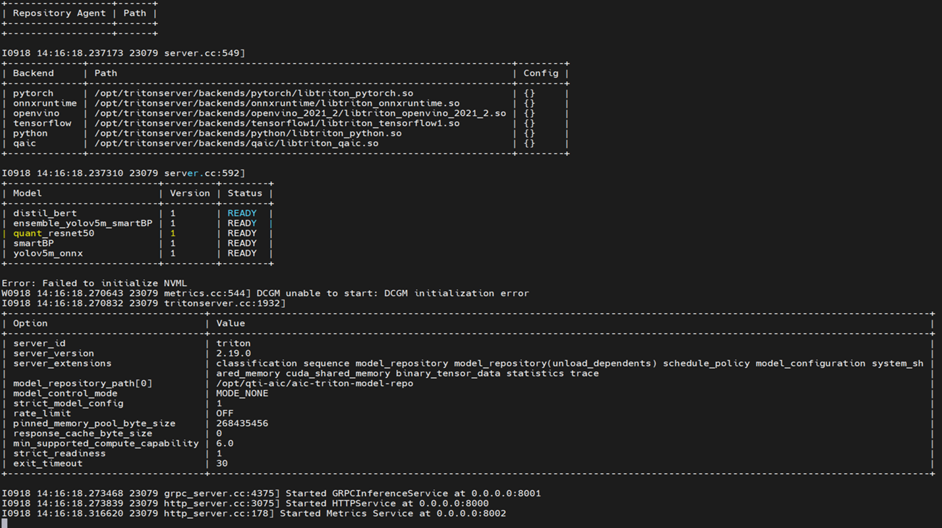 +------------------+------+
| Repository Agent | Path |
+------------------+------+
+------------------+------+
I0918 14:16:18.237173 23079 server.cc:549]
+-------------+-----------------------------------------------------------------------+--------+
| Backend     | Path                                                                  | Config |
+-------------+-----------------------------------------------------------------------+--------+
| pytorch     | /opt/tritonserver/backends/pytorch/libtriton_pytorch.so               | {}     |
| onnxruntime | /opt/tritonserver/backends/onnxruntime/libtriton_onnxruntime.so       | {}     |
| openvino    | /opt/tritonserver/backends/openvino_2021_2/libtriton_openvino_2021_2.so | {}     |
| tensorflow  | /opt/tritonserver/backends/tensorflow1/libtriton_tensorflow1.so       | {}     |
| python      | /opt/tritonserver/backends/python/libtriton_python.so                 | {}     |
| qaic        | /opt/tritonserver/backends/qaic/libtriton_qaic.so                     | {}     |
+-------------+-----------------------------------------------------------------------+--------+
I0918 14:16:18.237310 23079 server.cc:592]
+--------------------------+---------+--------+
| Model                    | Version | Status |
+--------------------------+---------+--------+
| distil_bert              | 1       | READY  |
| ensemble_yolov5m_smartBP | 1       | READY  |
| quant_resnet50           | 1       | READY  |
| smartBP                  | 1       | READY  |
| yolov5m_onnx             | 1       | READY  |
+--------------------------+---------+--------+
Error: Failed to initialize NVML
W0918 14:16:18.270643 23079 metrics.cc:544] DCGM unable to start: DCGM initialization error
I0918 14:16:18.270832 23079 tritonserver.cc:1932]
+----------------------------------+----------------------------------+
| Option                           | Value                            |
+----------------------------------+----------------------------------+
| server_id                        | triton                           |
| server_version                   | 2.19.0                           |
| server_extensions                | classification sequence model_repository model_repository(unload_dependents) schedule_policy model_configuration system_sh |
|                                  | ared_memory cuda_shared_memory binary_tensor_data statistics trace |
| model_repository_path[0]         | /opt/qti-aic/aic-triton-model-repo |
| model_control_mode               | MODE_NONE                        |
| strict_model_config              | 1                                |
| rate_limit                       | OFF                              |
| pinned_memory_pool_byte_size     | 268435456                        |
| response_cache_byte_size         | 0                                |
| min_supported_compute_capability | 6.0                              |
| strict_readiness                 | 1                                |
| exit_timeout                     | 30                               |
+----------------------------------+----------------------------------+
I0918 14:16:18.273468 23079 grpc_server.cc:4375] Started GRPCInferenceService at 0.0.0.0:8001
I0918 14:16:18.273839 23079 http_server.cc:3075] Started HTTPService at 0.0.0.0:8000
I0918 14:16:18.316620 23079 http_server.cc:178] Started Metrics Service at 0.0.0.0:8002